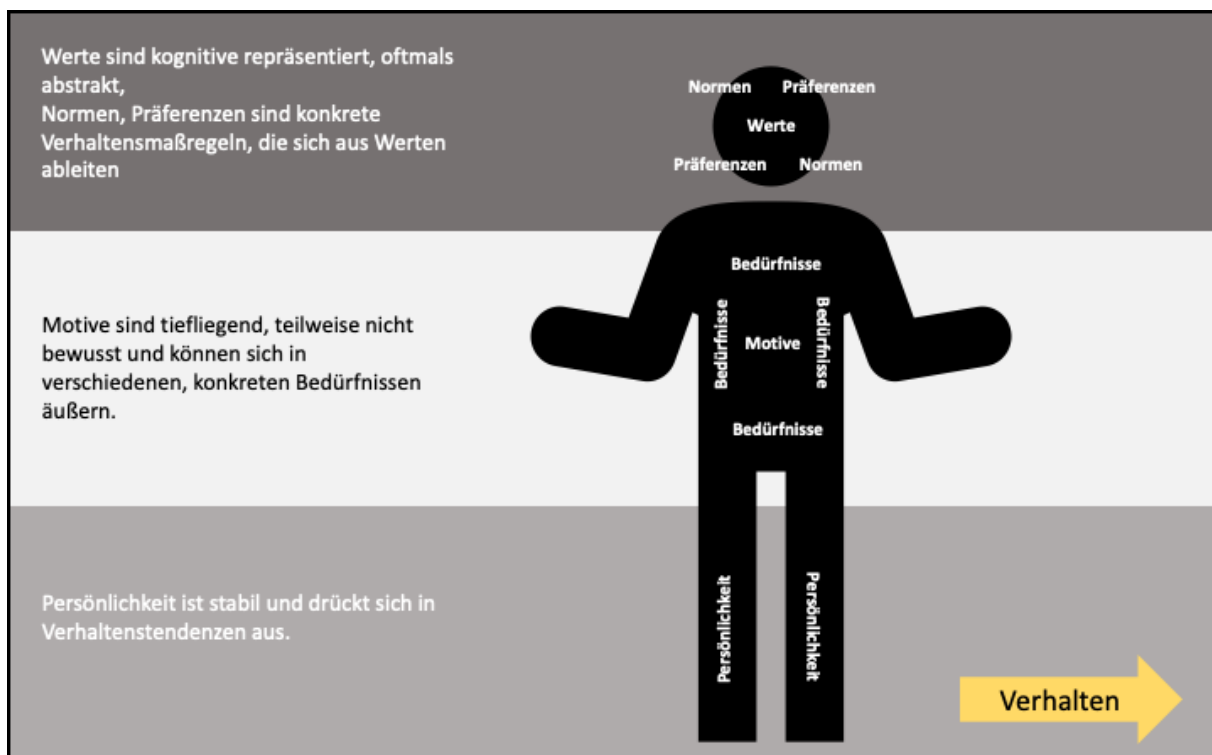 Werte sind kognitive repräsentiert, oftmals
abstrakt,
Normen, Präferenzen sind konkrete
Verhaltensmaßregeln, die sich aus Werten
ableiten
Normen Präferenzen
Werte
Präferenzen Normen
Motive sind tiefliegend, teilweise nicht
bewusst und können sich in
verschiedenen, konkreten Bedürfnissen
äußern.
Bedürfnisse
Bedürfnisse
Motive
Bedürfnisse
Bedürfnisse
Persönlichkeit ist stabil und drückt sich in
Verhaltenstendenzen aus.
Persönlichkeit
Persönlichkeit
Verhalten